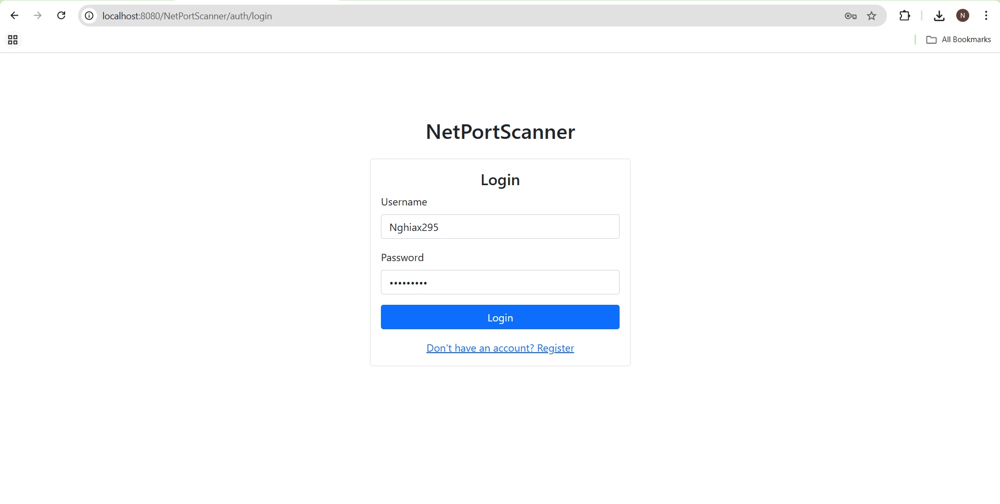 localhost:8080/NetPortScanner/auth/login
N
All Bookmarks
NetPortScanner
Login
Username
Nghiax295
Password
•••••••••
Login
Don't have an account? Register